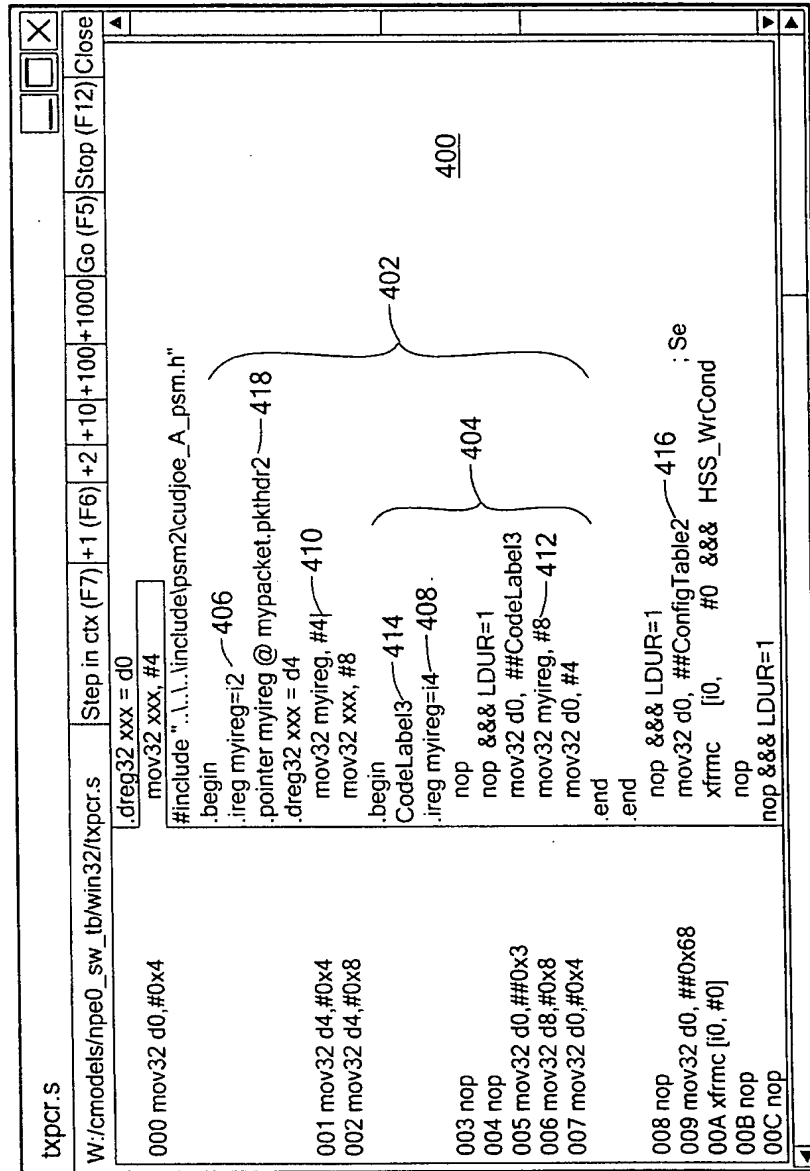 txpcr.s
W:/cmodels/npe0_sw_tb/win32/txpcr.s Step in ctx (F7) +1 (F6) +2 +10 +100 +1000 Go (F5) Stop (F12) Close
.dreg32 xxx = d0
000 mov32 d0,#0x4 mov32 xxx, #4
#include "..\..\..\include\psm2\cudjoe_A_psm.h"
.begin
.ireg myireg=i2 406
.pointer myireg @ mypacket.pkthdr2 418
.dreg32 xxx = d4
001 mov32 d4,#0x4 mov32 myireg, #4 410
002 mov32 d4,#0x8 mov32 xxx, #8
402
.begin
CodeLabel3 414
.ireg myireg=i4 408
404
003 nop nop
400
004 nop nop &&& LDUR=1
005 mov32 d0,##0x3 mov32 d0, ##CodeLabel3
006 mov32 d8,#0x8 mov32 myireg, #8 412
007 mov32 d0,#0x4 mov32 d0, #4
.end
.end
008 nop nop &&& LDUR=1
009 mov32 d0, ##0x68 mov32 d0, ##ConfigTable2 416 ; Se
00A xfrmc [i0, #0] xfrmc [i0, #0 &&& HSS_WrCond
00B nop nop
00C nop nop &&& LDUR=1